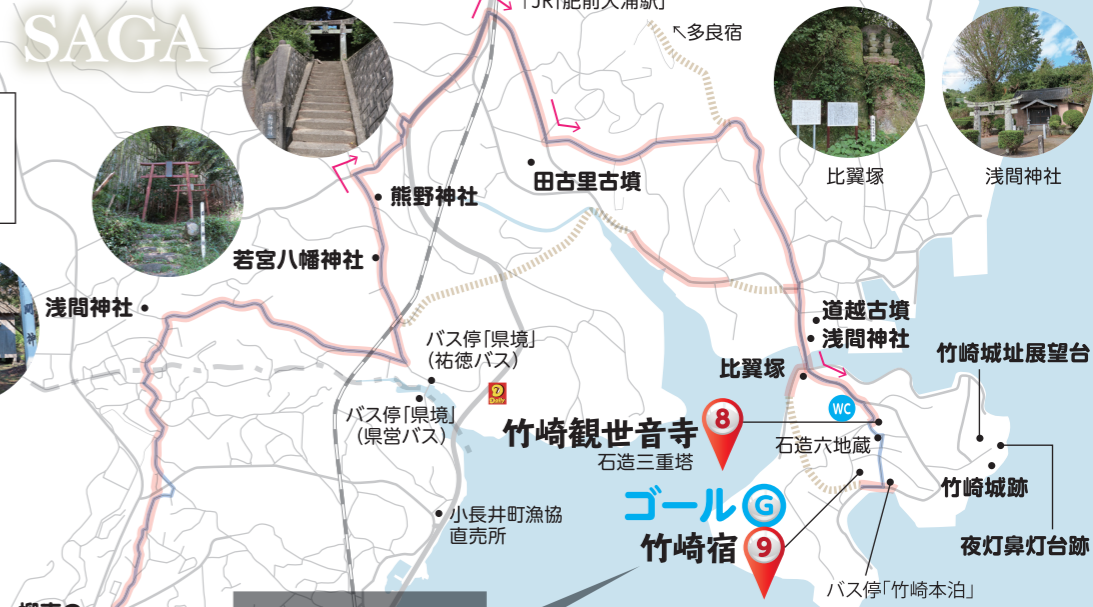 SAGA
「JR肥前大浦駅」
↖多良宿
比翼塚
浅間神社
田古里古墳
熊野神社
若宮八幡神社
浅間神社
バス停「県境」
(祐徳バス)
バス停「県境」
(県営バス)
道越古墳
浅間神社
比翼塚
竹崎城址展望台
WC
8
竹崎観世音寺
石造三重塔
石造六地蔵
ゴール G
竹崎宿
9
竹崎城跡
夜灯鼻灯台跡
小長井町漁協
直売所
バス停「竹崎本泊」